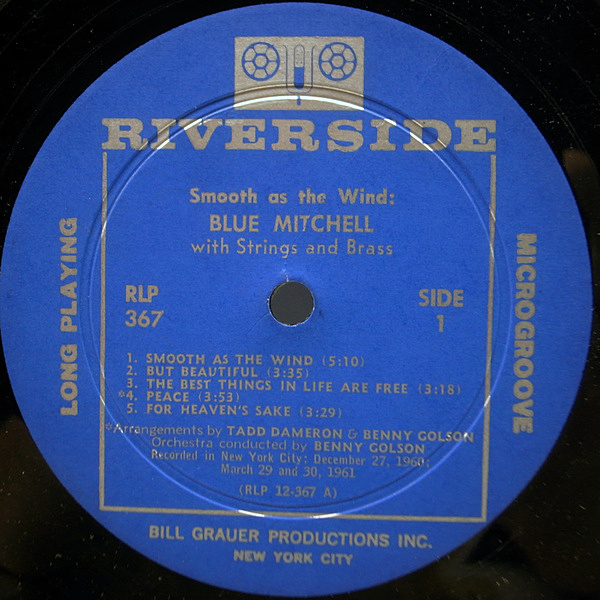 RIVERSIDE
Smooth as the Wind:
BLUE MITCHELL
with Strings and Brass
LONG PLAYING
MICROGROOVE
RLP
367
SIDE
1
1. SMOOTH AS THE WIND (5:10)
2. BUT BEAUTIFUL (3:35)
3. THE BEST THINGS IN LIFE ARE FREE (3:18)
*4. PEACE (3:53)
5. FOR HEAVEN'S SAKE (3:29)
*Arrangements by TADD DAMERON & BENNY GOLSON
Orchestra conducted by BENNY GOLSON
Recorded in New York City; December 27, 1960;
March 29 and 30, 1961
(RLP 12-367 A)
BILL GRAUER PRODUCTIONS INC.
NEW YORK CITY